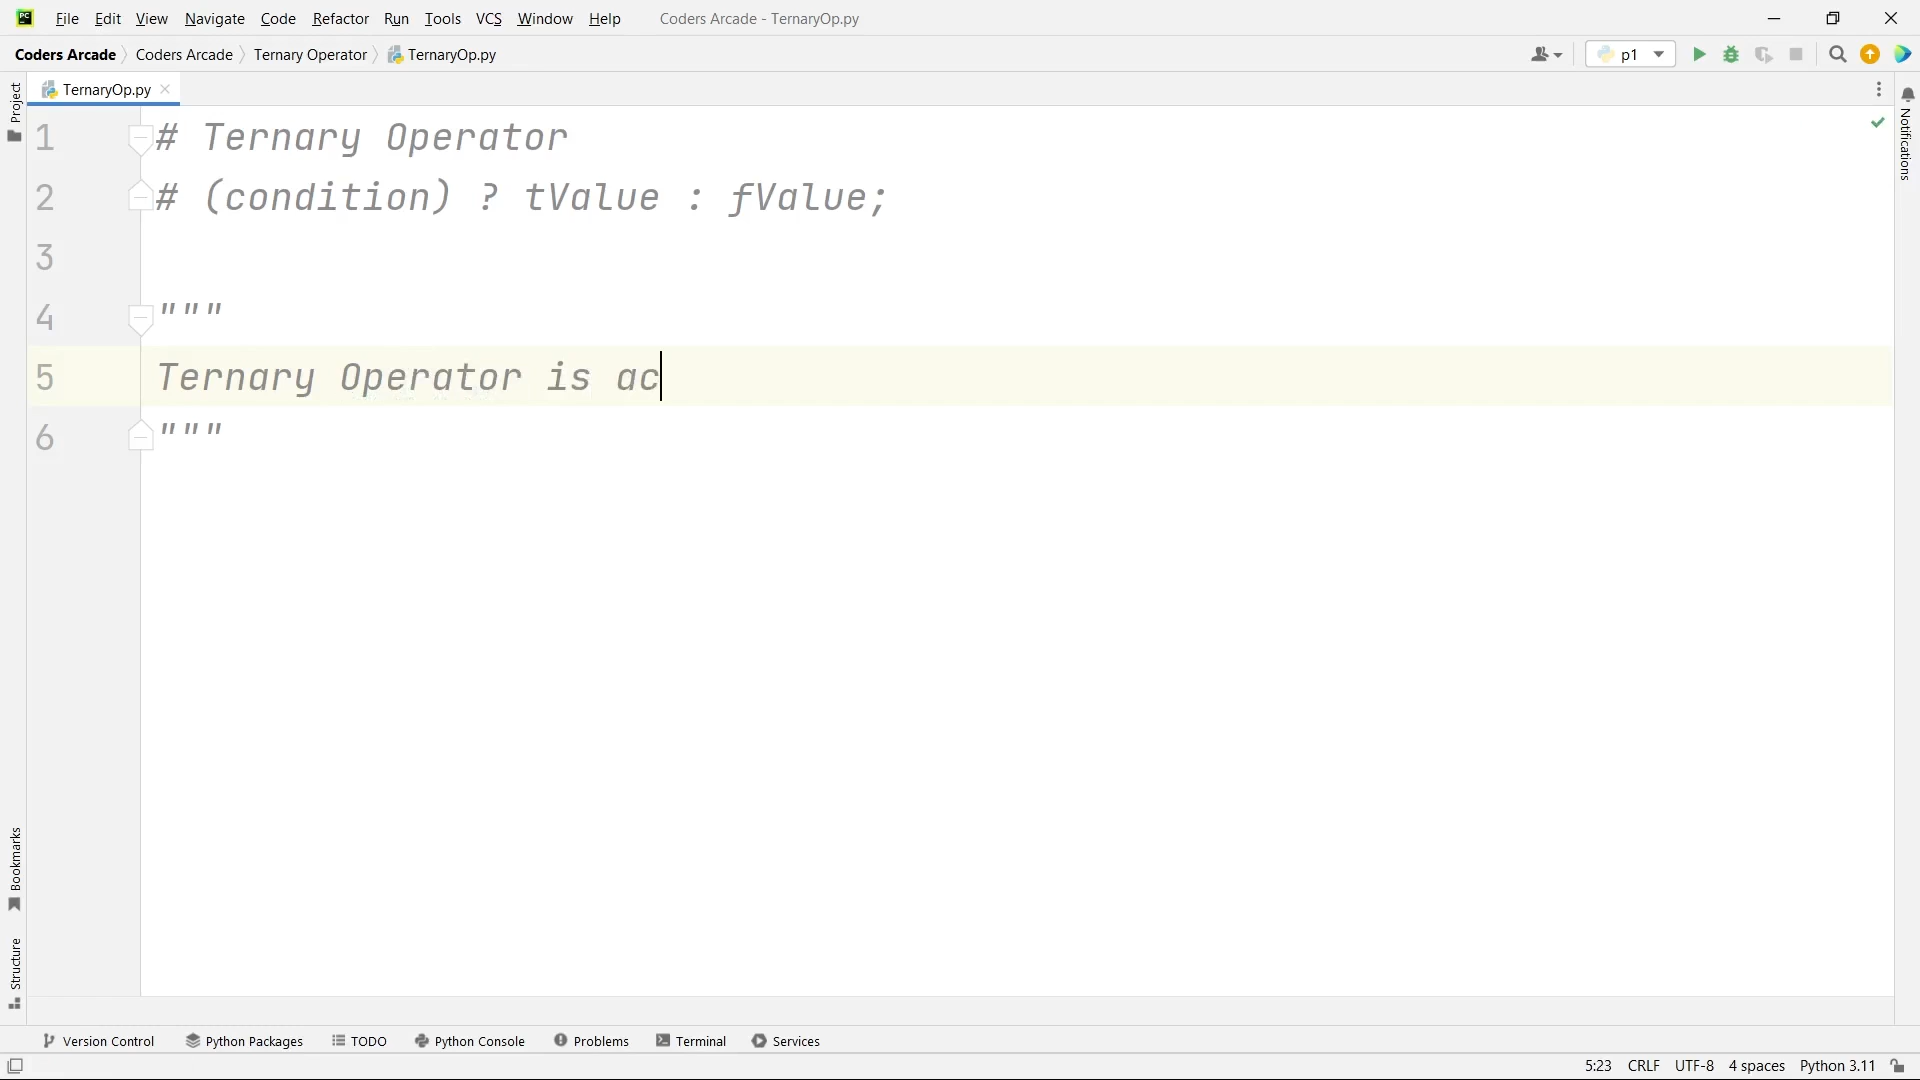 PC File Edit View Navigate Code Refactor Run Tools VCS Window Help Coders Arcade - TernaryOp.py
Coders Arcade Coders Arcade Ternary Operator TernaryOp.py p1
TernaryOp.py
Project
Notifications
1 # Ternary Operator
2 # (condition) ? tValue : fValue;
3
4 """
5 Ternary Operator is ac
6 """
Bookmarks
Structure
Version Control Python Packages TODO Python Console Problems Terminal Services
5:23 CRLF UTF-8 4 spaces Python 3.11